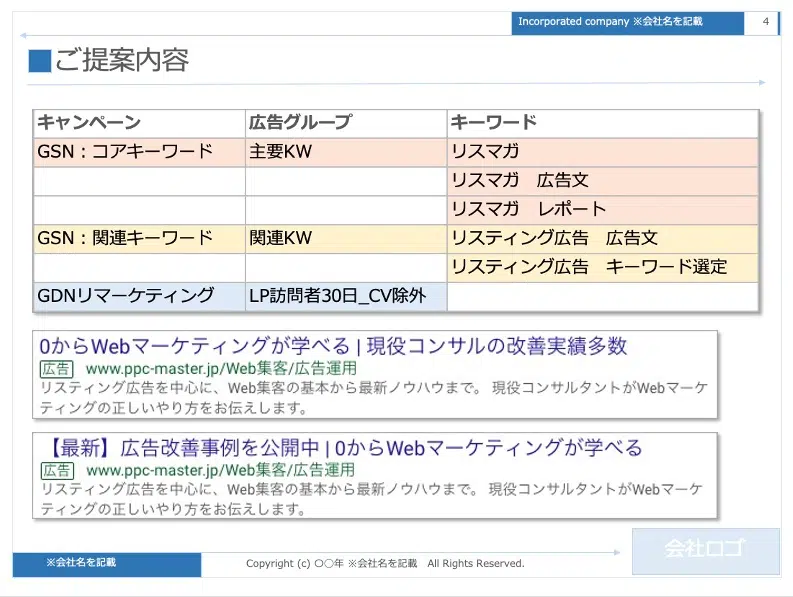 Incorporated company ※会社名を記載 4
■ご提案内容
キャンペーン 広告グループ キーワード
GSN：コアキーワード 主要KW リスマガ
リスマガ　広告文
リスマガ　レポート
GSN：関連キーワード 関連KW リスティング広告　広告文
リスティング広告　キーワード選定
GDNリマーケティング LP訪問者30日_CV除外
0からWebマーケティングが学べる | 現役コンサルの改善実績多数
広告 www.ppc-master.jp/Web集客/広告運用
リスティング広告を中心に、Web集客の基本から最新ノウハウまで。 現役コンサルタントがWebマーケ
ティングの正しいやり方をお伝えします。
【最新】広告改善事例を公開中 | 0からWebマーケティングが学べる
広告 www.ppc-master.jp/Web集客/広告運用
リスティング広告を中心に、Web集客の基本から最新ノウハウまで。 現役コンサルタントがWebマーケ
ティングの正しいやり方をお伝えします。
会社ロゴ
※会社名を記載 Copyright (c) 〇〇年 ※会社名を記載　All Rights Reserved.